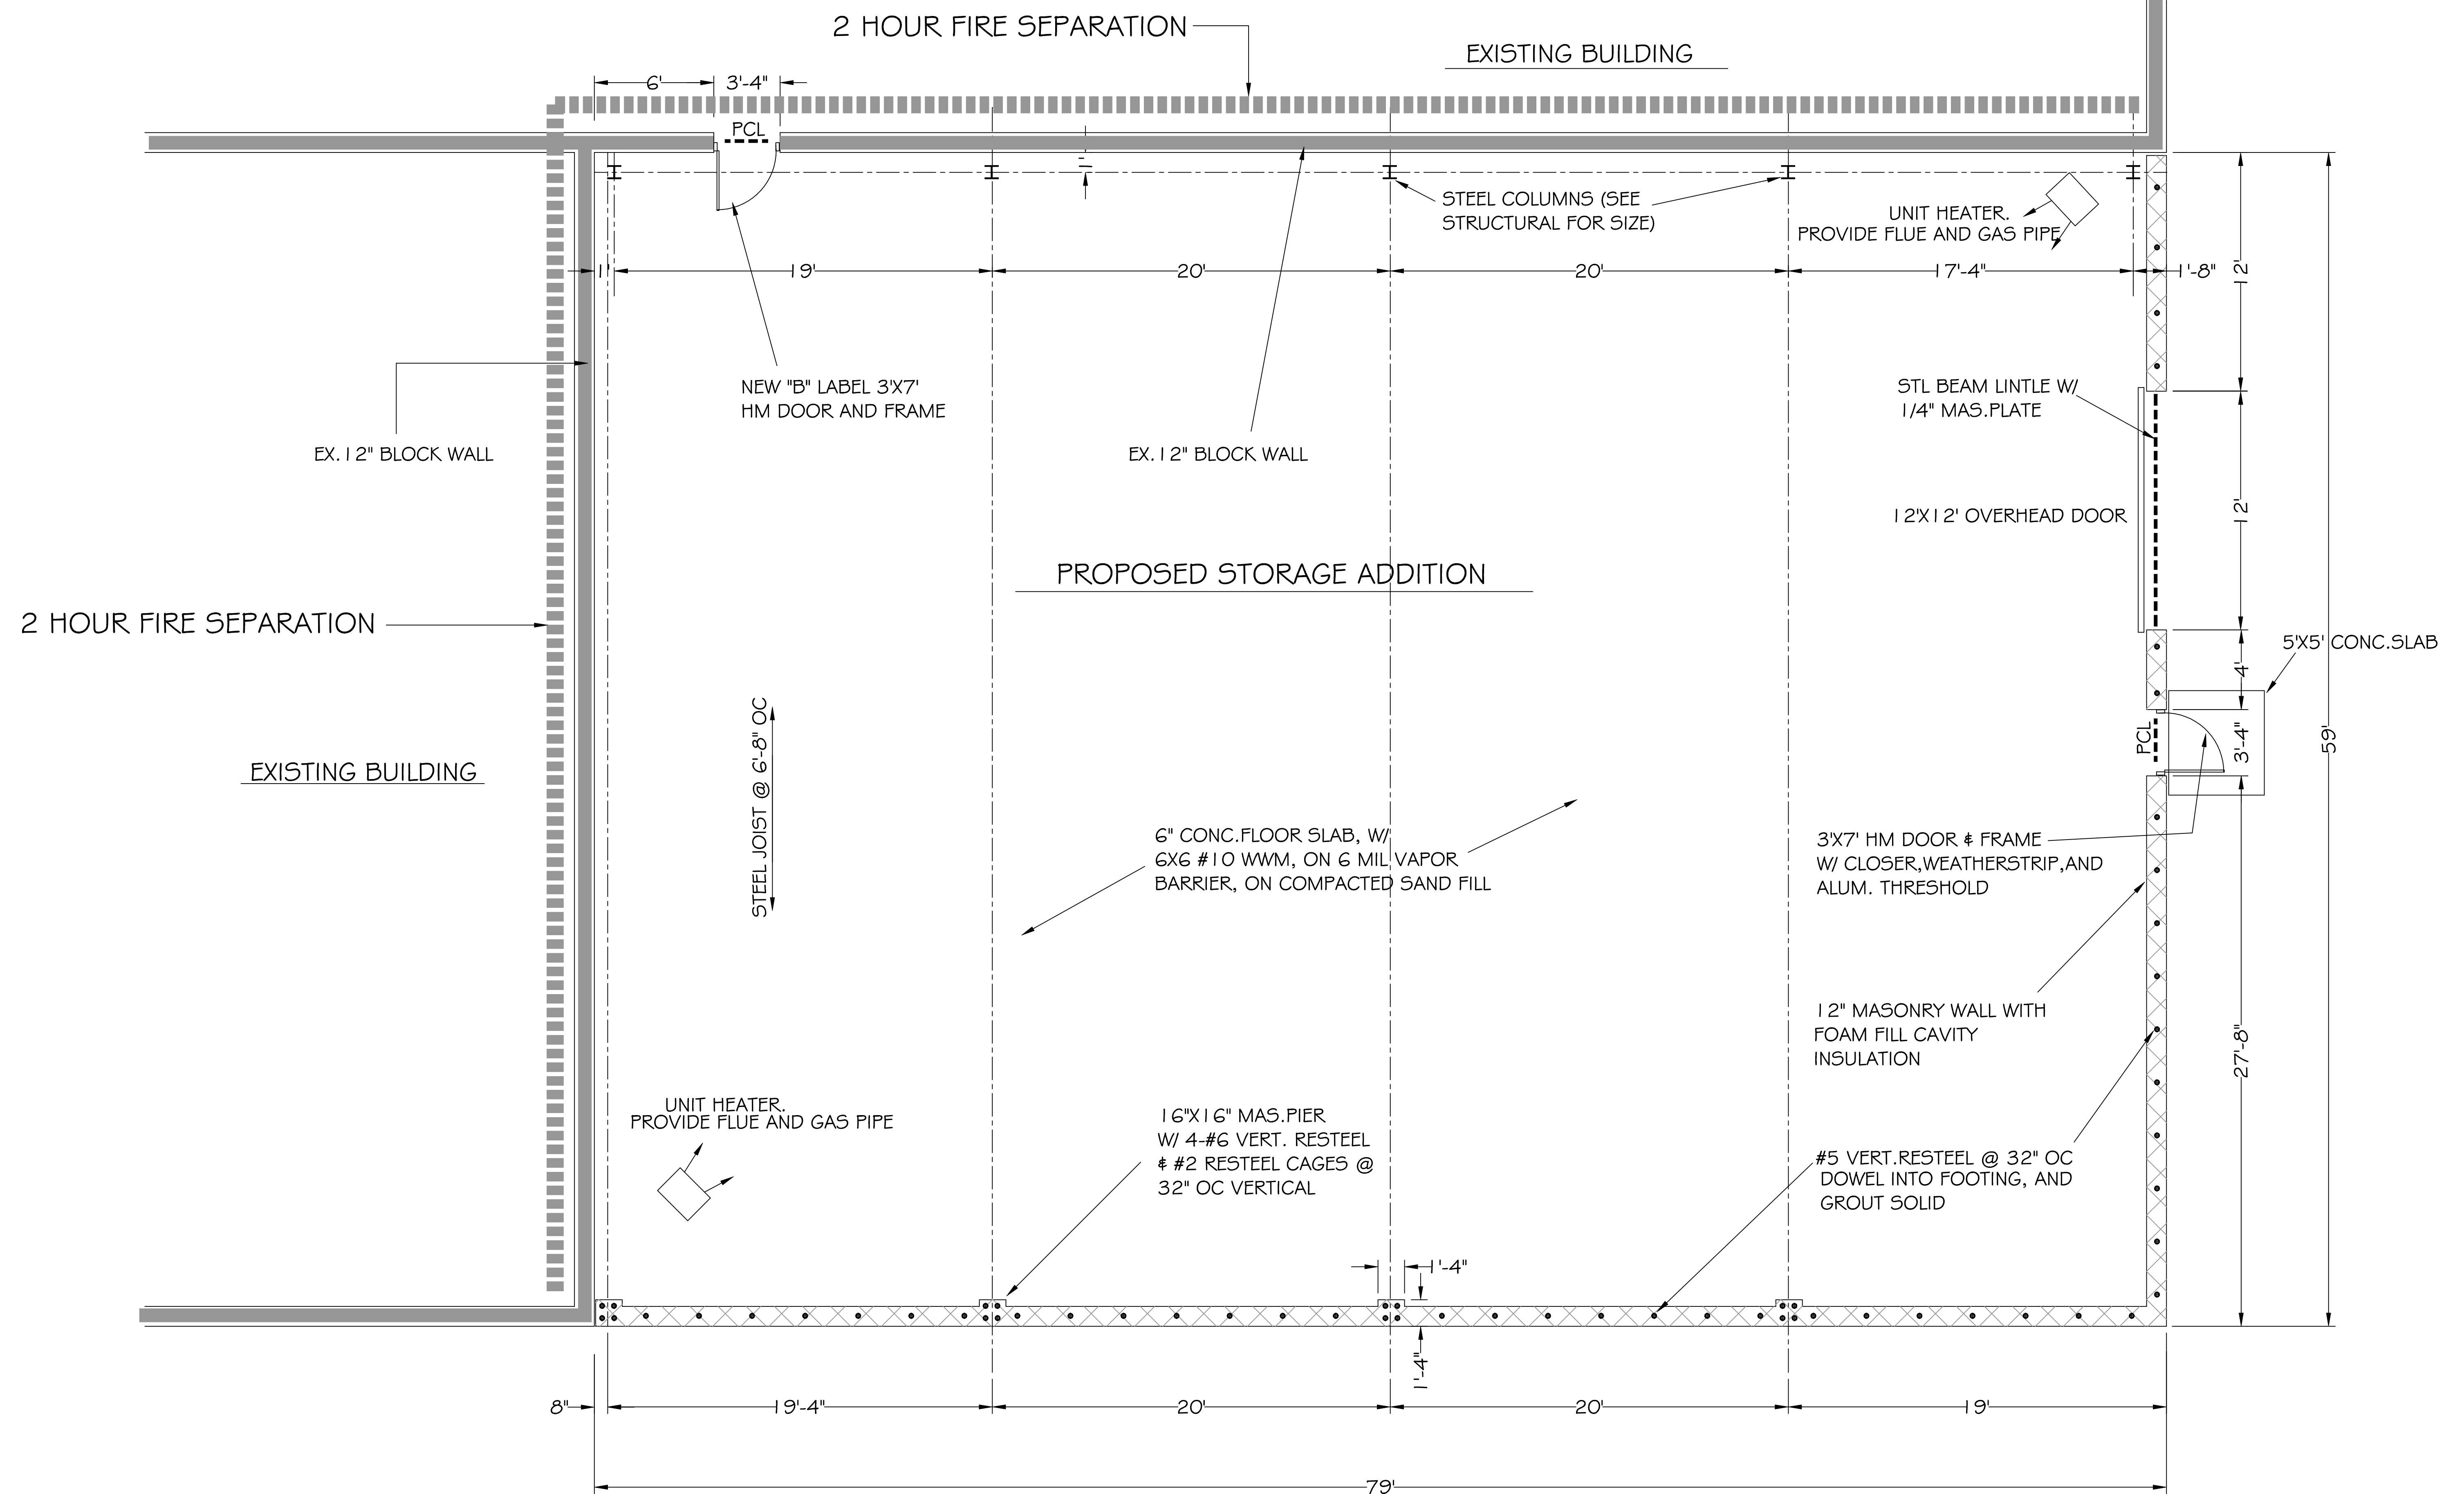 2 HOUR FIRE SEPARATION
EXISTING BUILDING
6'
3'-4"
PCL
1'
STEEL COLUMNS (SEE
STRUCTURAL FOR SIZE)
UNIT HEATER.
PROVIDE FLUE AND GAS PIPE
1'
19'
20'
20'
17'-4"
1'-8"
12'
NEW "B" LABEL 3'X7'
HM DOOR AND FRAME
STL BEAM LINTLE W/
1/4" MAS.PLATE
EX.12" BLOCK WALL
EX.12" BLOCK WALL
12'X12' OVERHEAD DOOR
12'
PROPOSED STORAGE ADDITION
2 HOUR FIRE SEPARATION
5'X5' CONC.SLAB
4'
PCL
3'-4"
59'
EXISTING BUILDING
STEEL JOIST @ 6'-8" OC
6" CONC.FLOOR SLAB, W/
6X6 #10 WWM, ON 6 MIL VAPOR
BARRIER, ON COMPACTED SAND FILL
3'X7' HM DOOR & FRAME
W/ CLOSER,WEATHERSTRIP,AND
ALUM. THRESHOLD
12" MASONRY WALL WITH
FOAM FILL CAVITY
INSULATION
27'-8"
UNIT HEATER.
PROVIDE FLUE AND GAS PIPE
16"X16" MAS.PIER
W/ 4-#6 VERT. RESTEEL
& #2 RESTEEL CAGES @
32" OC VERTICAL
#5 VERT.RESTEEL @ 32" OC
DOWEL INTO FOOTING, AND
GROUT SOLID
1'-4"
1'-4"
8"
19'-4"
20'
20'
19'
79'